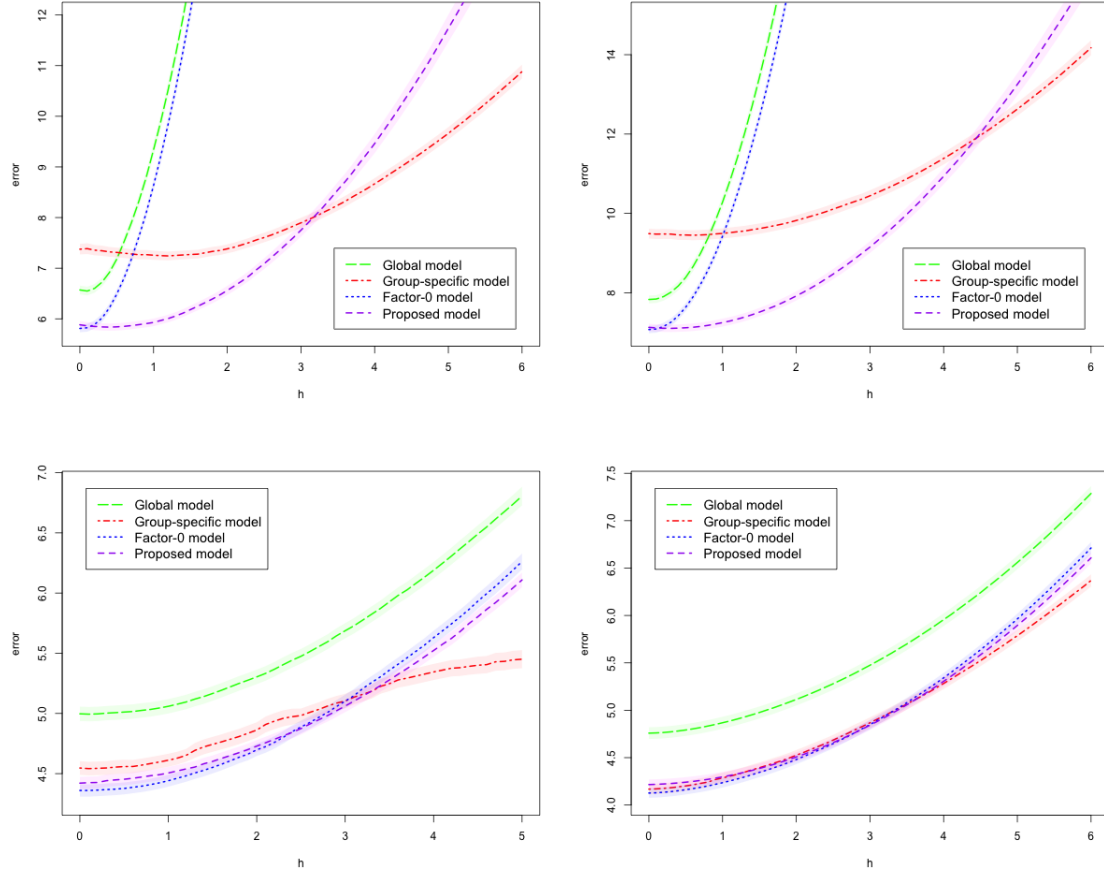 12
11
10
9
8
7
6
error
Global model
Group-specific model
Factor-0 model
Proposed model
0 1 2 3 4 5 6
h
14
12
10
8
error
Global model
Group-specific model
Factor-0 model
Proposed model
0 1 2 3 4 5 6
h
7.0
6.5
6.0
5.5
5.0
4.5
error
Global model
Group-specific model
Factor-0 model
Proposed model
0 1 2 3 4 5
h
7.5
7.0
6.5
6.0
5.5
5.0
4.5
4.0
error
Global model
Group-specific model
Factor-0 model
Proposed model
0 1 2 3 4 5 6
h